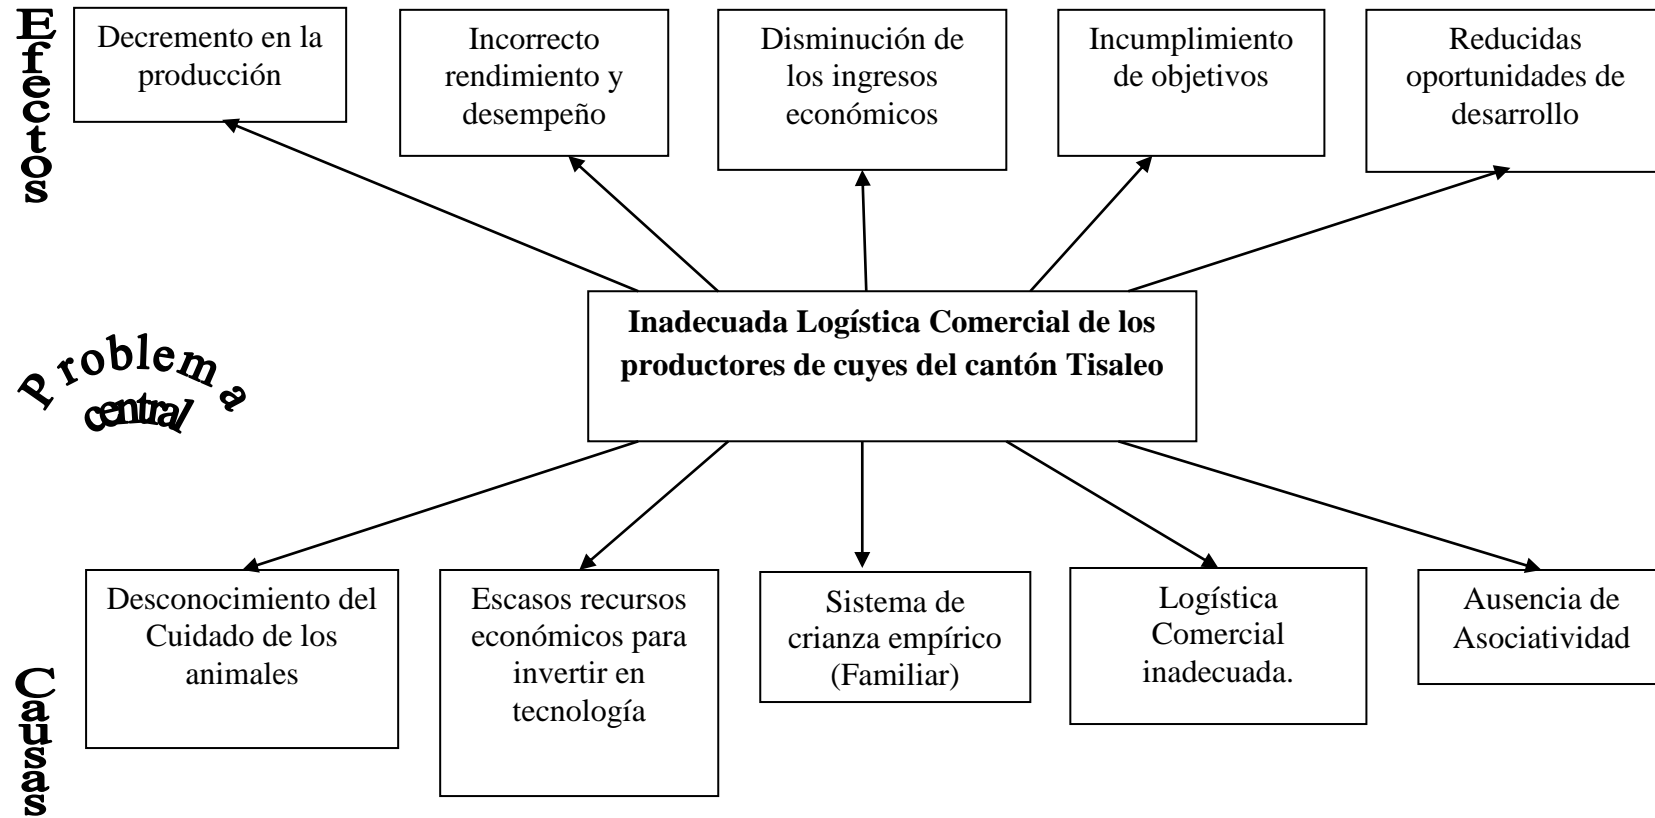 Efectos
Decremento en la
producción
Incorrecto
rendimiento y
desempeño
Disminución de
los ingresos
económicos
Incumplimiento
de objetivos
Reducidas
oportunidades de
desarrollo
Problema
central
Inadecuada Logística Comercial de los
productores de cuyes del cantón Tisaleo
Causas
Desconocimiento del
Cuidado de los
animales
Escasos recursos
económicos para
invertir en
tecnología
Sistema de
crianza empírico
(Familiar)
Logística
Comercial
inadecuada.
Ausencia de
Asociatividad